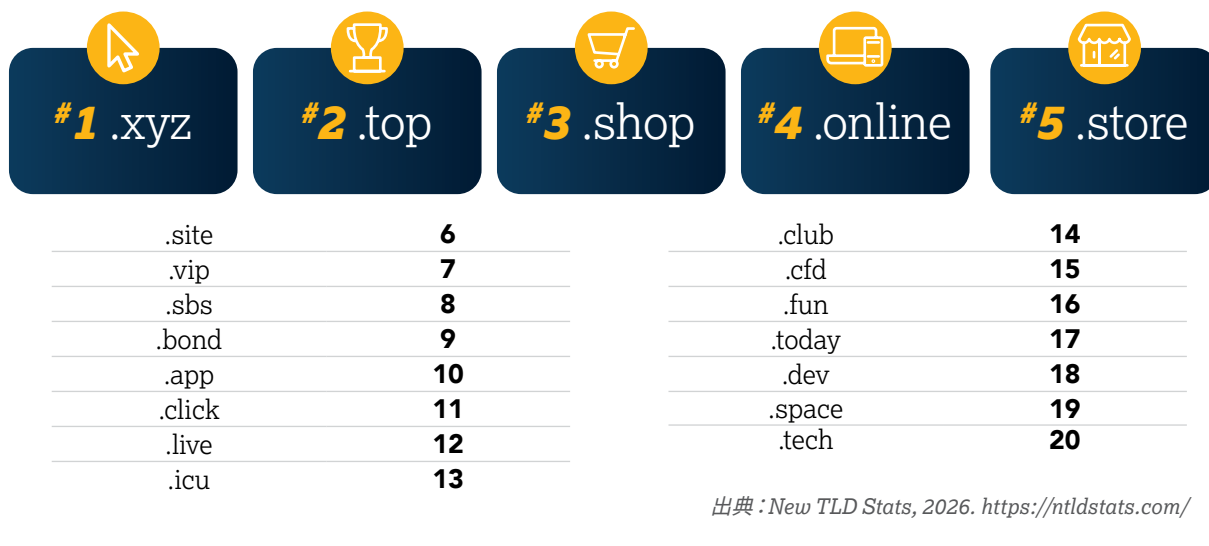 #1 .xyz
#2 .top
#3 .shop
#4 .online
#5 .store
.site 6
.vip 7
.sbs 8
.bond 9
.app 10
.click 11
.live 12
.icu 13
.club 14
.cfd 15
.fun 16
.today 17
.dev 18
.space 19
.tech 20
出典：New TLD Stats, 2026. https://ntldstats.com/